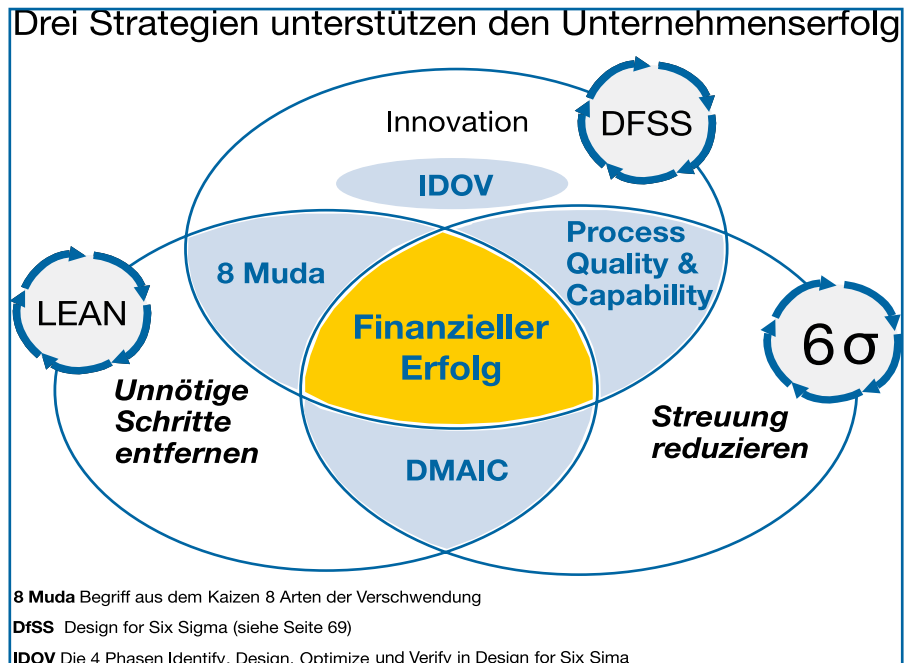 Drei Strategien unterstützen den Unternehmenserfolg
Innovation
DFSS
IDOV
8 Muda
Process
Quality &
Capability
LEAN
Finanzieller
Erfolg
6σ
Unnötige
Schritte
entfernen
Streuung
reduzieren
DMAIC
8 Muda Begriff aus dem Kaizen 8 Arten der Verschwendung
DfSS Design for Six Sigma (siehe Seite 69)
IDOV Die 4 Phasen Identify, Design, Optimize und Verify in Design for Six Sima